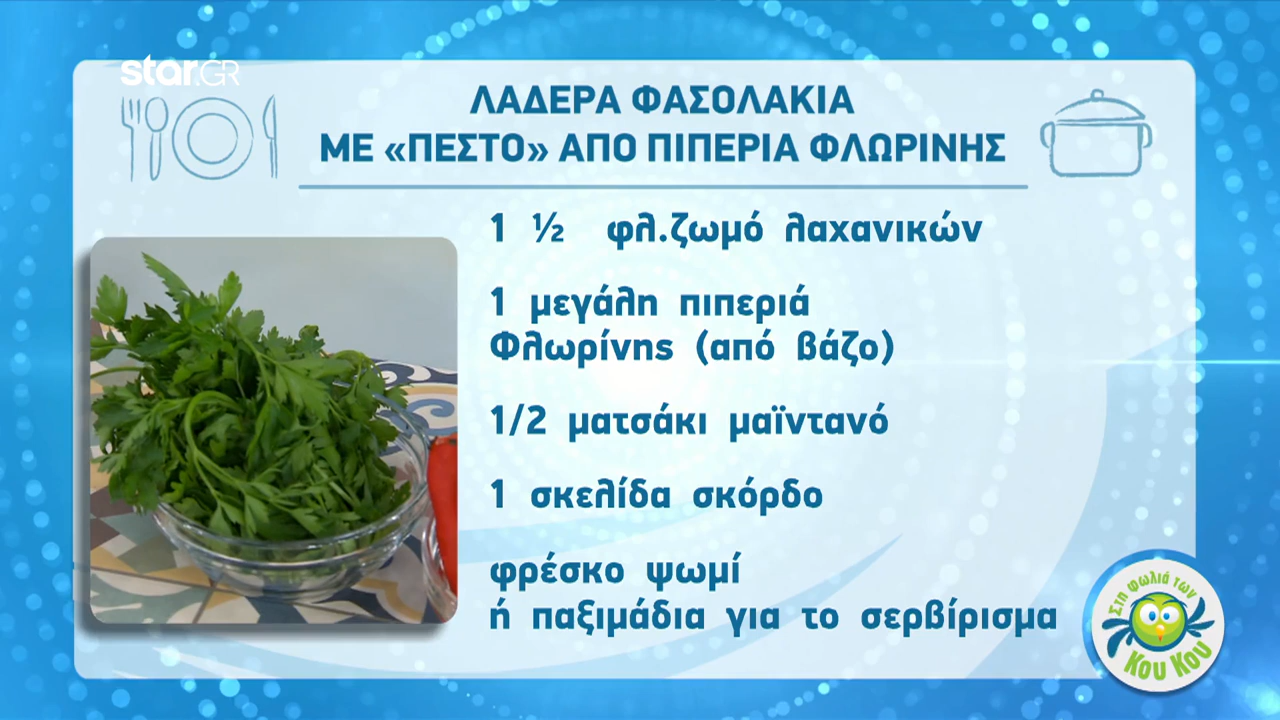 star.GR
ΛΑΔΕΡΑ ΦΑΣΟΛΑΚΙΑ
ΜΕ «ΠΕΣΤΟ» ΑΠΟ ΠΙΠΕΡΙΑ ΦΛΩΡΙΝΗΣ
1 ½ φλ.ζωμό λαχανικών
1 μεγάλη πιπεριά
Φλωρίνης (από βάζο)
1/2 ματσάκι μαϊντανό
1 σκελίδα σκόρδο
φρέσκο ψωμί
ή παξιμάδια για το σερβίρισμα
Στη φωλιά των
Κου Κου